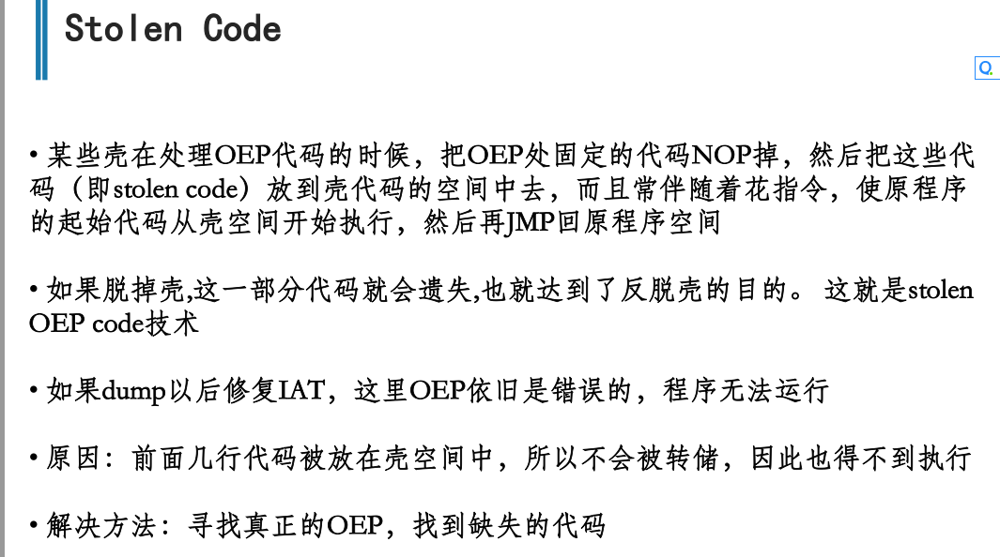 Stolen Code
• 某些壳在处理OEP代码的时候，把OEP处固定的代码NOP掉，然后把这些代
码（即stolen code）放到壳代码的空间中去，而且常伴随着花指令，使原程序
的起始代码从壳空间开始执行，然后再JMP回原程序空间
• 如果脱掉壳,这一部分代码就会遗失,也就达到了反脱壳的目的。 这就是stolen
OEP code技术
• 如果dump以后修复IAT，这里OEP依旧是错误的，程序无法运行
• 原因：前面几行代码被放在壳空间中，所以不会被转储，因此也得不到执行
• 解决方法：寻找真正的OEP，找到缺失的代码